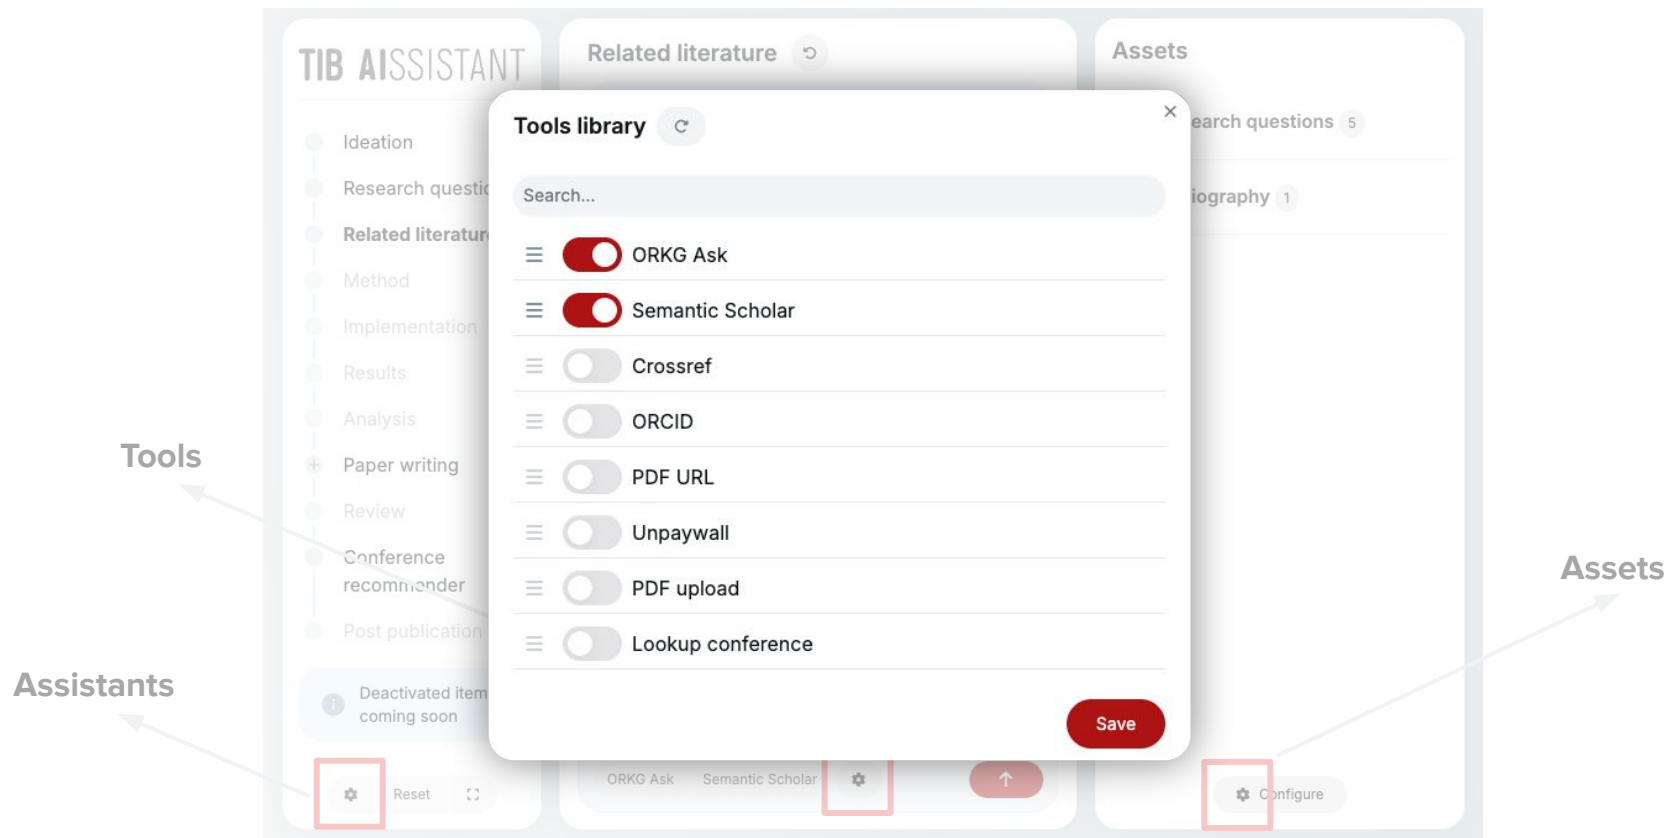 TIB AISSISTANT
Ideation
Research questio
Related literatur
Method
Implementation
Results
Analysis
Paper writing
Review
Conference
recommender
Post publication
Deactivated item
coming soon
Reset
Related literature
Tools library
Search...
ORKG Ask
Semantic Scholar
Crossref
ORCID
PDF URL
Unpaywall
PDF upload
Lookup conference
Save
ORKG Ask Semantic Scholar
Assets
earch questions 5
iography 1
Configure
Tools
Assistants
Assets